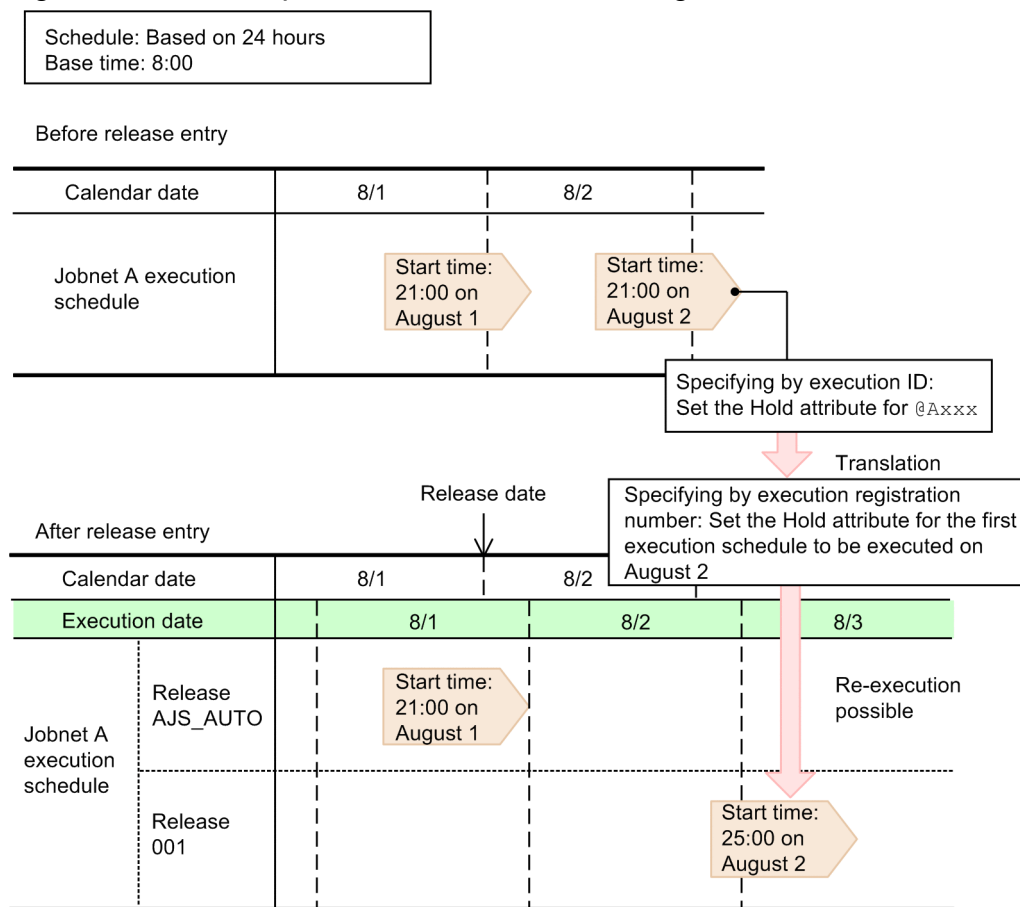 Schedule: Based on 24 hours
Base time: 8:00
Before release entry
Calendar date
8/1
8/2
Jobnet A execution
schedule
Start time:
21:00 on
August 1
Start time:
21:00 on
August 2
Specifying by execution ID:
Set the Hold attribute for @Axxx
Translation
Specifying by execution registration
number: Set the Hold attribute for the first
execution schedule to be executed on
August 2
Release date
After release entry
Calendar date
8/1
8/2
Execution date
8/1
8/2
8/3
Jobnet A
execution
schedule
Release
AJS_AUTO
Start time:
21:00 on
August 1
Re-execution
possible
Release
001
Start time:
25:00 on
August 2